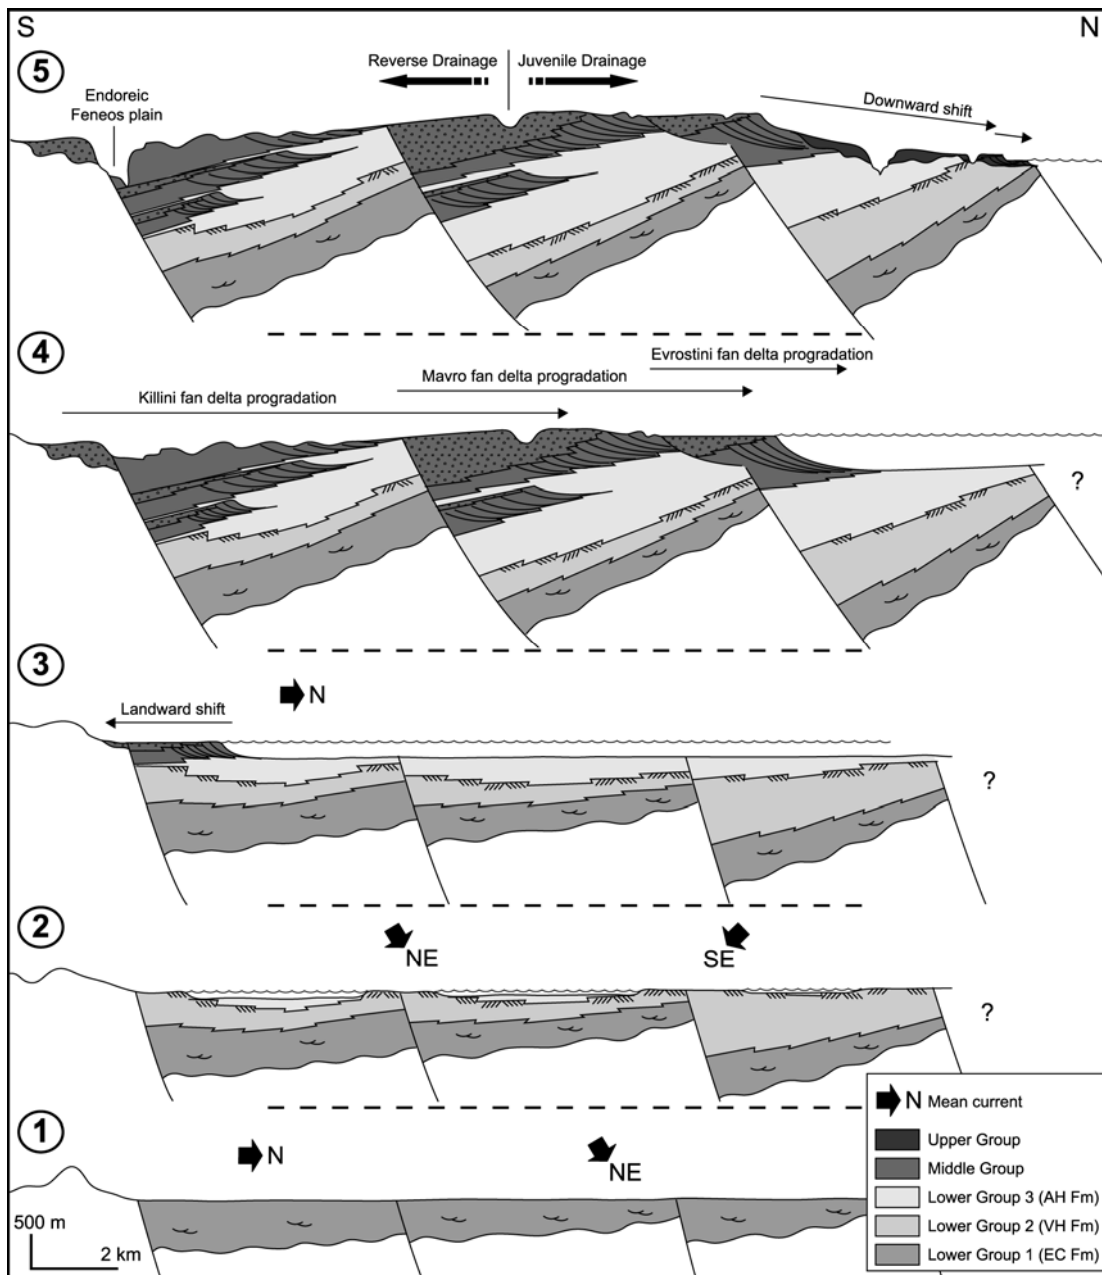 S
N
5
Reverse Drainage
Juvenile Drainage
Endoreic
Feneos plain
Downward shift
4
Evrostini fan delta progradation
Mavro fan delta progradation
Killini fan delta progradation
?
3
N
Landward shift
?
2
NE
SE
?
1
N
NE
500 m
2 km
N Mean current
Upper Group
Middle Group
Lower Group 3 (AH Fm)
Lower Group 2 (VH Fm)
Lower Group 1 (EC Fm)